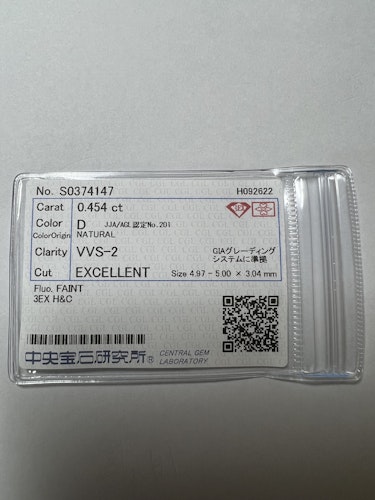 No. S0374147 H092622
Carat 0.454 ct
Color D JJA/AGL認定No.201
ColorOrigin NATURAL
Clarity VVS-2 GIAグレーディング
システムに準拠
Cut EXCELLENT Size 4.97 - 5.00 × 3.04 mm
Fluo. FAINT
3EX H&C
中央宝石研究所® CENTRAL GEM
LABORATORY